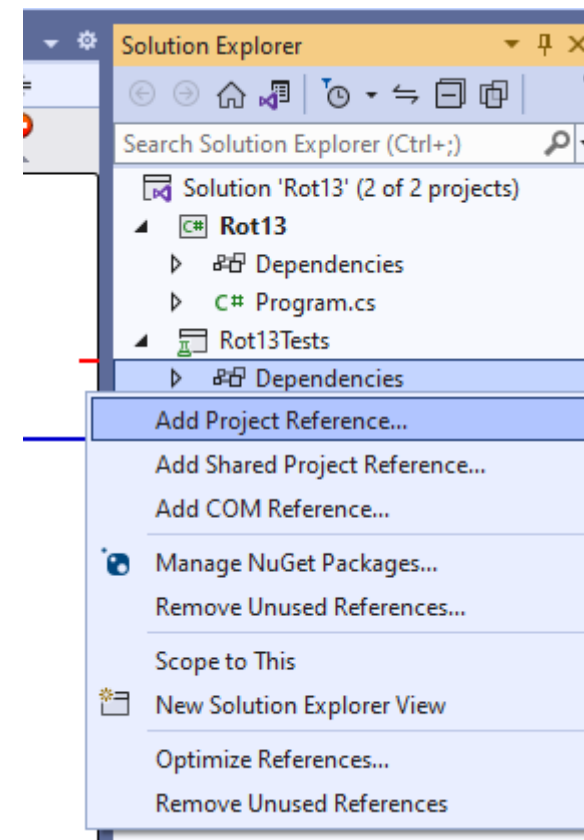 Solution Explorer
Search Solution Explorer (Ctrl+;)
Solution 'Rot13' (2 of 2 projects)
C# Rot13
Dependencies
C# Program.cs
Rot13Tests
Dependencies
Add Project Reference...
Add Shared Project Reference...
Add COM Reference...
Manage NuGet Packages...
Remove Unused References...
Scope to This
New Solution Explorer View
Optimize References...
Remove Unused References